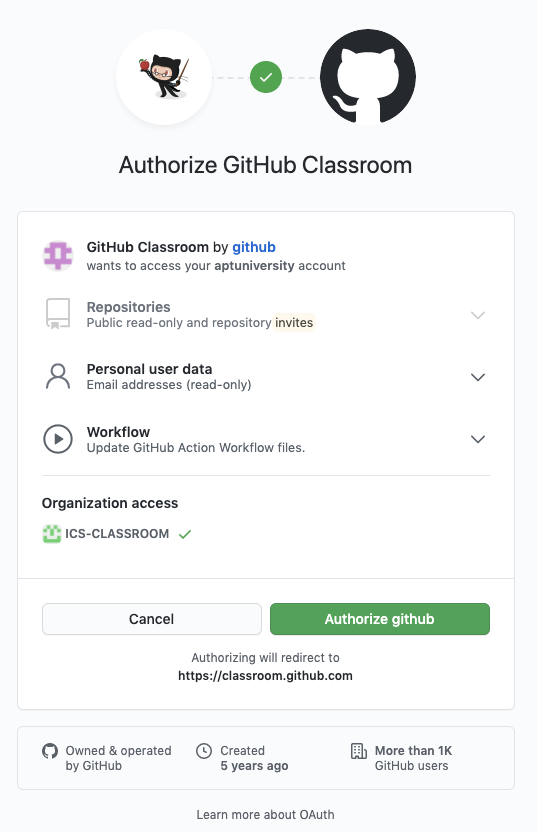 Authorize GitHub Classroom
GitHub Classroom by github
wants to access your aptuniversity account
Repositories
Public read-only and repository invites
Personal user data
Email addresses (read-only)
Workflow
Update GitHub Action Workflow files.
Organization access
ICS-CLASSROOM
Cancel
Authorize github
Authorizing will redirect to
https://classroom.github.com
Owned & operated
by GitHub
Created
5 years ago
More than 1K
GitHub users
Learn more about OAuth